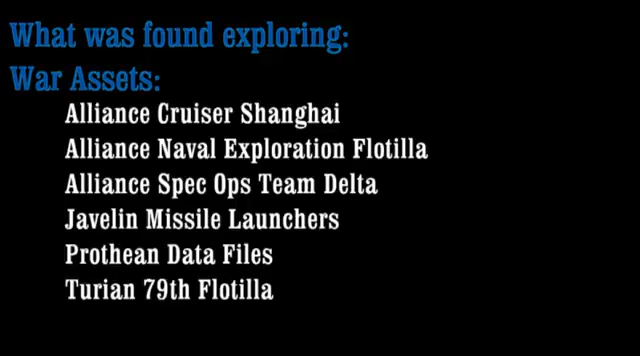 What was found exploring:
War Assets:
Alliance Cruiser Shanghai
Alliance Naval Exploration Flotilla
Alliance Spec Ops Team Delta
Javelin Missile Launchers
Prothean Data Files
Turian 79th Flotilla